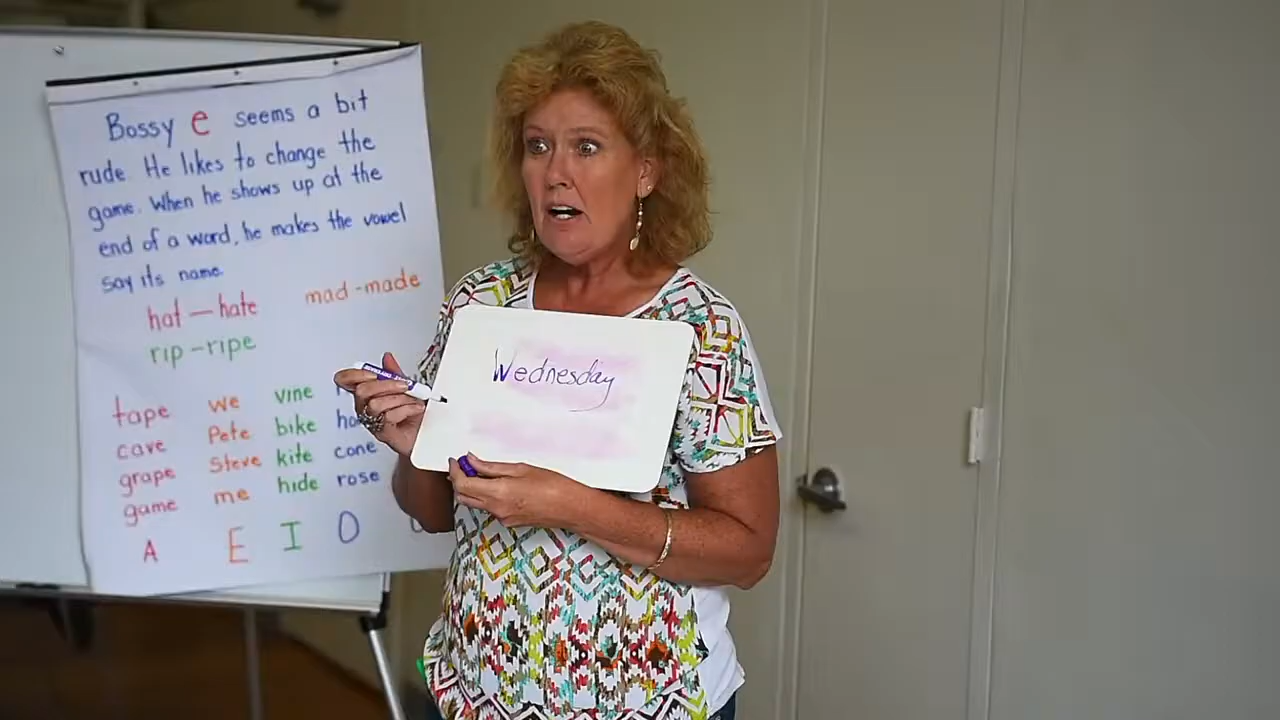 Bossy e seems a bit
rude. He likes to change the
game. When he shows up at the
end of a word, he makes the vowel
say its name.
hat — hate mad - made
rip - ripe
tape we vine
cave Pete bike
grape Steve kite cone
game me hide rose
A E I O
Wednesday